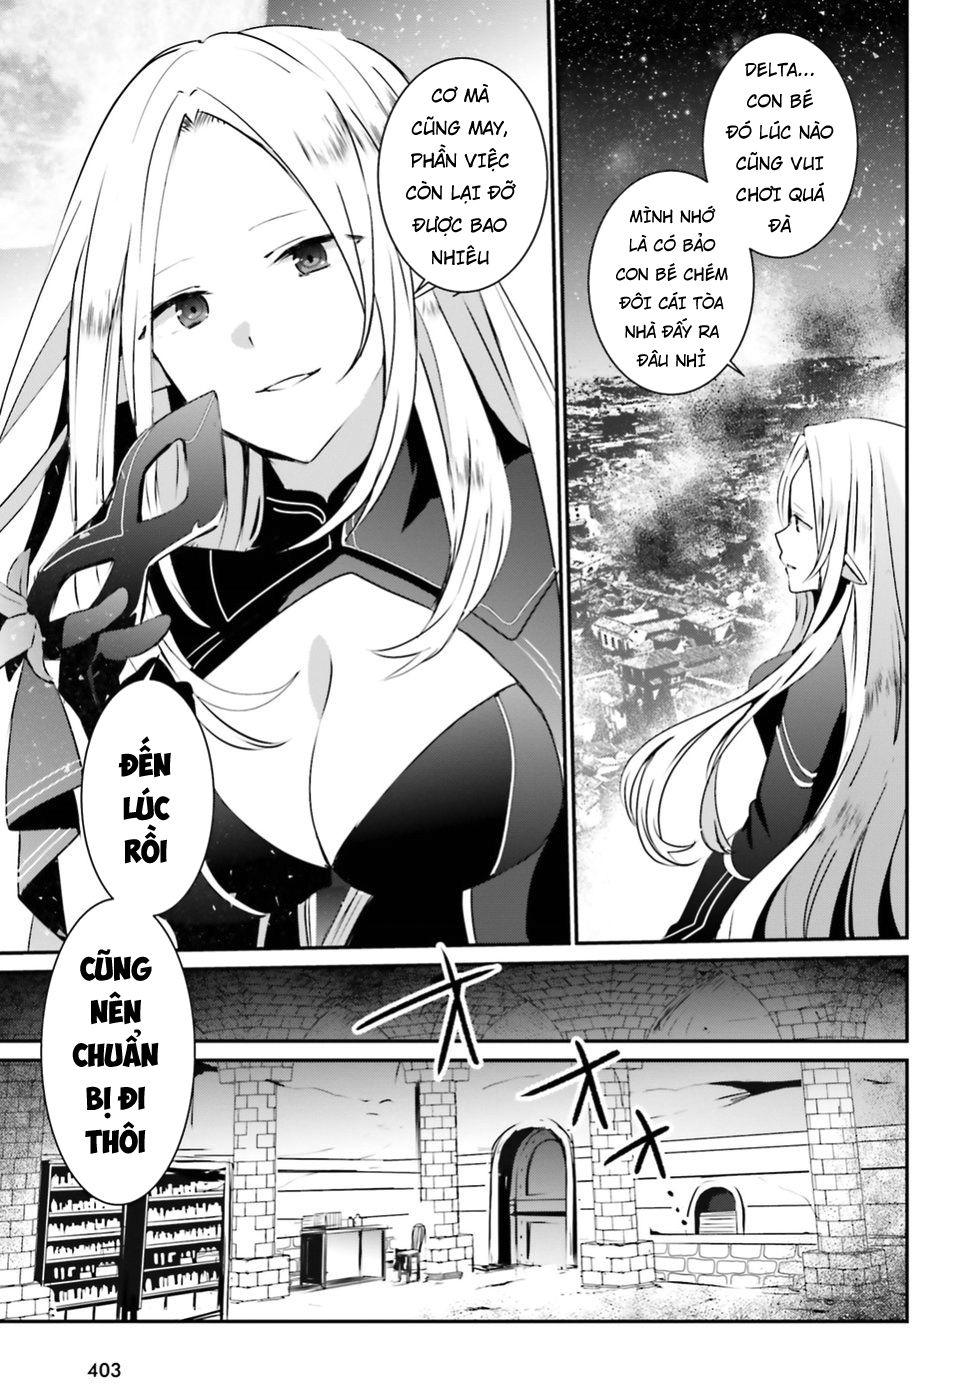 DELTA...
CON BÉ
ĐÓ LÚC NÀO
CŨNG VUI
CHƠI QUÁ
ĐÀ
MÌNH NHỚ
LÀ CÓ BẢO
CON BÉ CHÉM
ĐÔI CÁI TÒA
NHÀ ĐẤY RA
ĐÂU NHỈ
CƠ MÀ
CŨNG MAY,
PHẦN VIỆC
CÒN LẠI ĐỠ
ĐƯỢC BAO
NHIÊU
ĐẾN
LÚC
RỒI
CŨNG
NÊN
CHUẨN
BỊ ĐI
THÔI
403